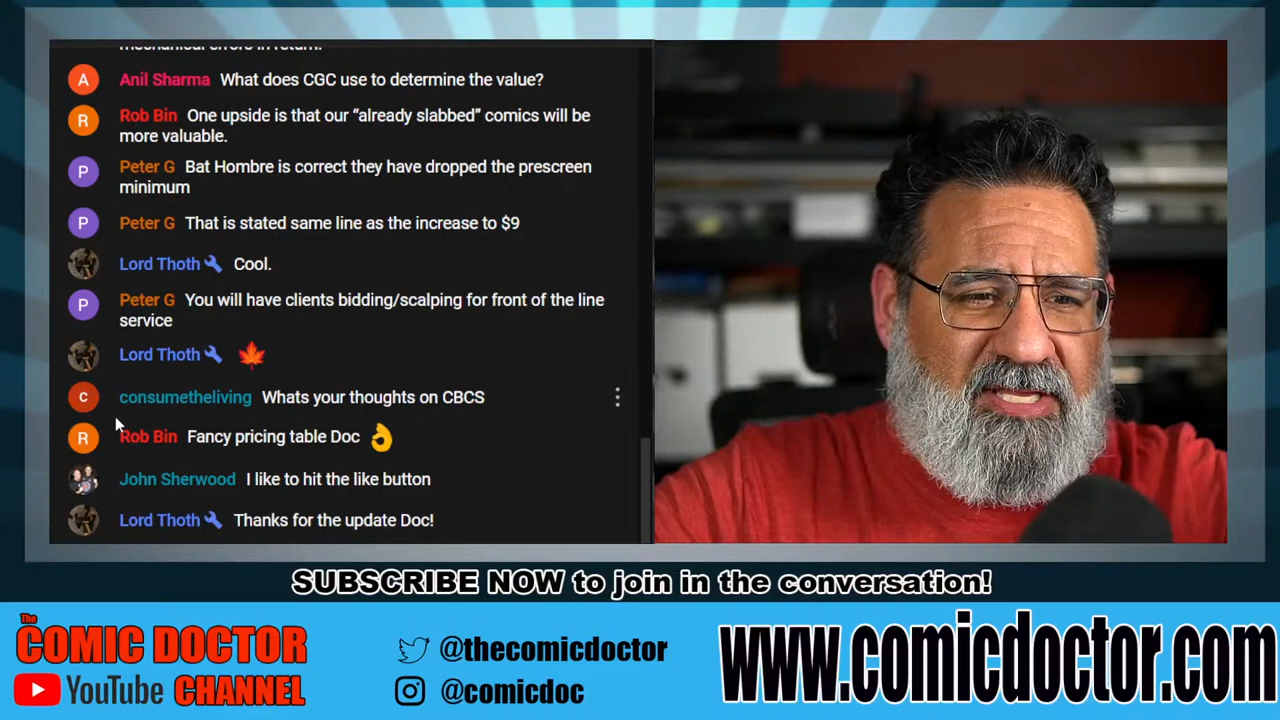 mechanical errors in return.
A Anil Sharma What does CGC use to determine the value?
R Rob Bin One upside is that our “already slabbed” comics will be
more valuable.
P Peter G Bat Hombre is correct they have dropped the prescreen
minimum
P Peter G That is stated same line as the increase to $9
Lord Thoth Cool.
P Peter G You will have clients bidding/scalping for front of the line
service
Lord Thoth
c consumetheliving Whats your thoughts on CBCS
R Rob Bin Fancy pricing table Doc
John Sherwood I like to hit the like button
Lord Thoth Thanks for the update Doc!
SUBSCRIBE NOW to join in the conversation!
The
COMIC DOCTOR
YouTube CHANNEL
@thecomicdoctor
@comicdoc
www.comicdoctor.com